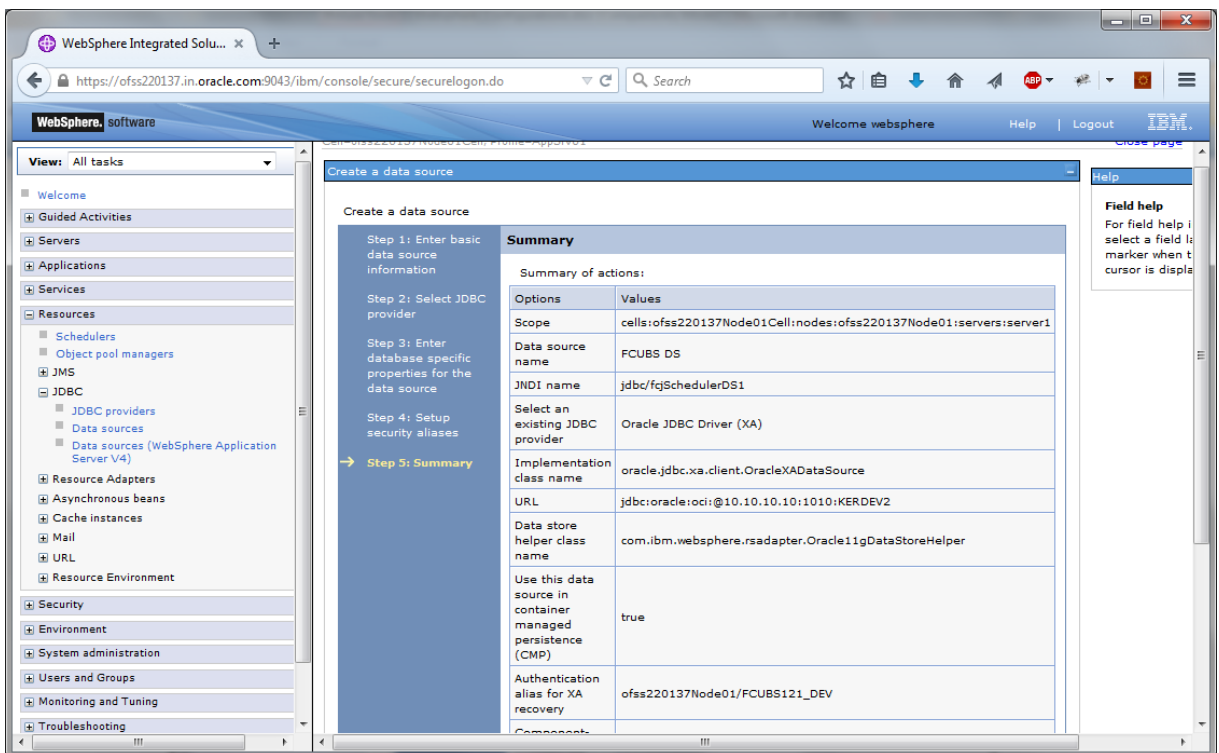 WebSphere Integrated Solu... × +
https://ofss220137.in.oracle.com:9043/ibm/console/secure/securelogon.do
Search
ABP
WebSphere. software
Welcome websphere
Help | Logout
IBM.
View: All tasks
Welcome
Guided Activities
Servers
Applications
Services
Resources
Schedulers
Object pool managers
JMS
JDBC
JDBC providers
Data sources
Data sources (WebSphere Application
Server V4)
Resource Adapters
Asynchronous beans
Cache instances
Mail
URL
Resource Environment
Security
Environment
System administration
Users and Groups
Monitoring and Tuning
Troubleshooting
Cell=ofss220137Node01Cell, Profile=AppSrv01
Close page
Create a data source
Create a data source
Step 1: Enter basic
data source
information
Step 2: Select JDBC
provider
Step 3: Enter
database specific
properties for the
data source
Step 4: Setup
security aliases
Step 5: Summary
Summary
Summary of actions:
Options Values
Scope cells:ofss220137Node01Cell:nodes:ofss220137Node01:servers:server1
Data source
name
FCUBS DS
JNDI name jdbc/fcjSchedulerDS1
Select an
existing JDBC
provider
Oracle JDBC Driver (XA)
Implementation
class name
oracle.jdbc.xa.client.OracleXADataSource
URL jdbc:oracle:oci:@10.10.10.10:1010:KERDEV2
Data store
helper class
name
com.ibm.websphere.rsadapter.Oracle11gDataStoreHelper
Use this data
source in
container
managed
persistence
(CMP)
true
Authentication
alias for XA
recovery
ofss220137Node01/FCUBS121_DEV
Component-
Help
Field help
For field help i
select a field la
marker when t
cursor is displa